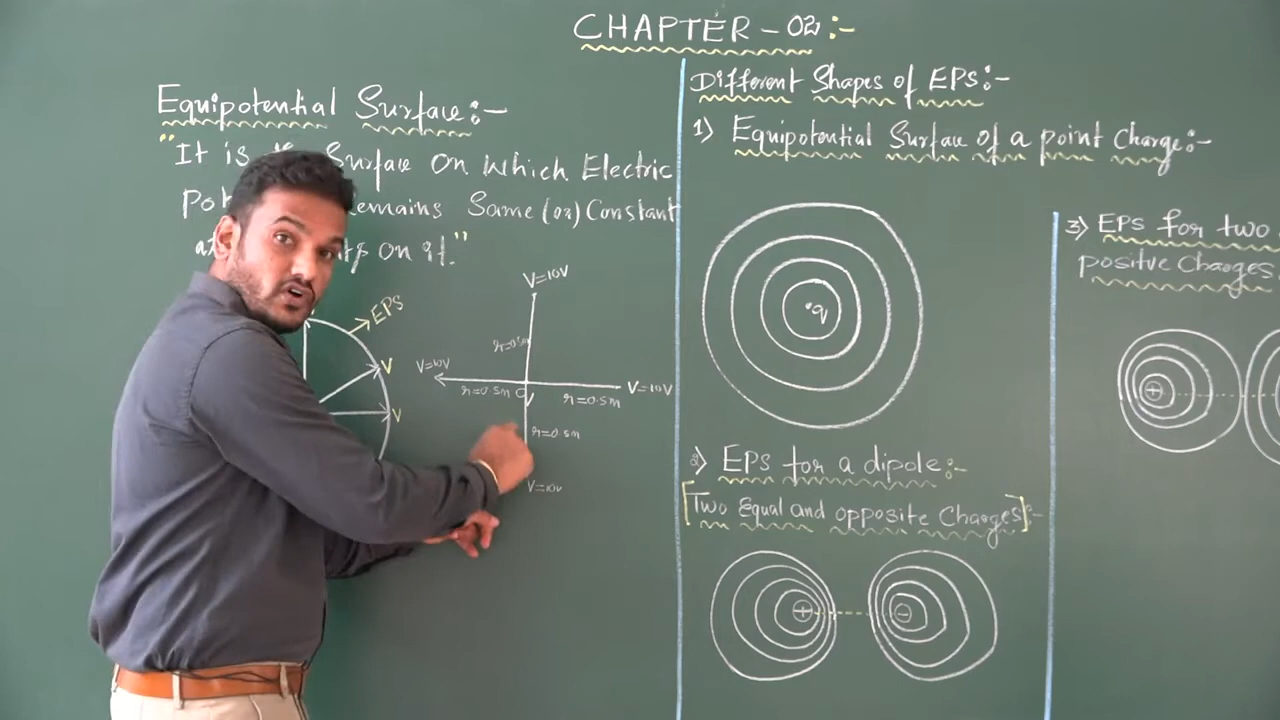 CHAPTER - 02:-
Equipotential Surface:-
"It is Surface On Which Electric
Remains Same (or) Constant
on it."
EPS
V
V
V=10V
r=0.5m
V=10V
r=0.5m
r=0.5m
V=10V
r=0.5m
V=10V
Different Shapes of EPS:-
1) Equipotential Surface of a point Charge:-
q
2) EPS for a dipole:-
[Two Equal and opposite Charges]:-
+
-
3) EPS for two
positve Charges
+